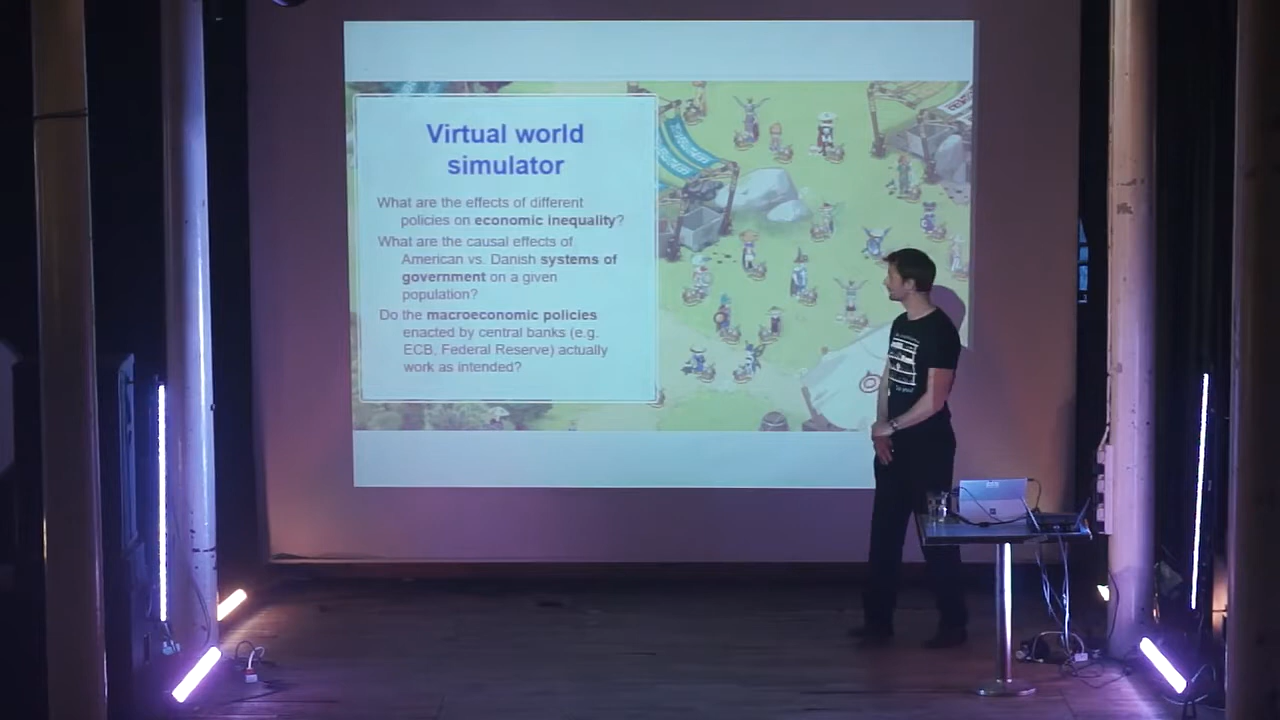 Virtual world
simulator
What are the effects of different
policies on economic inequality?
What are the causal effects of
American vs. Danish systems of
government on a given
population?
Do the macroeconomic policies
enacted by central banks (e.g.
ECB, Federal Reserve) actually
work as intended?